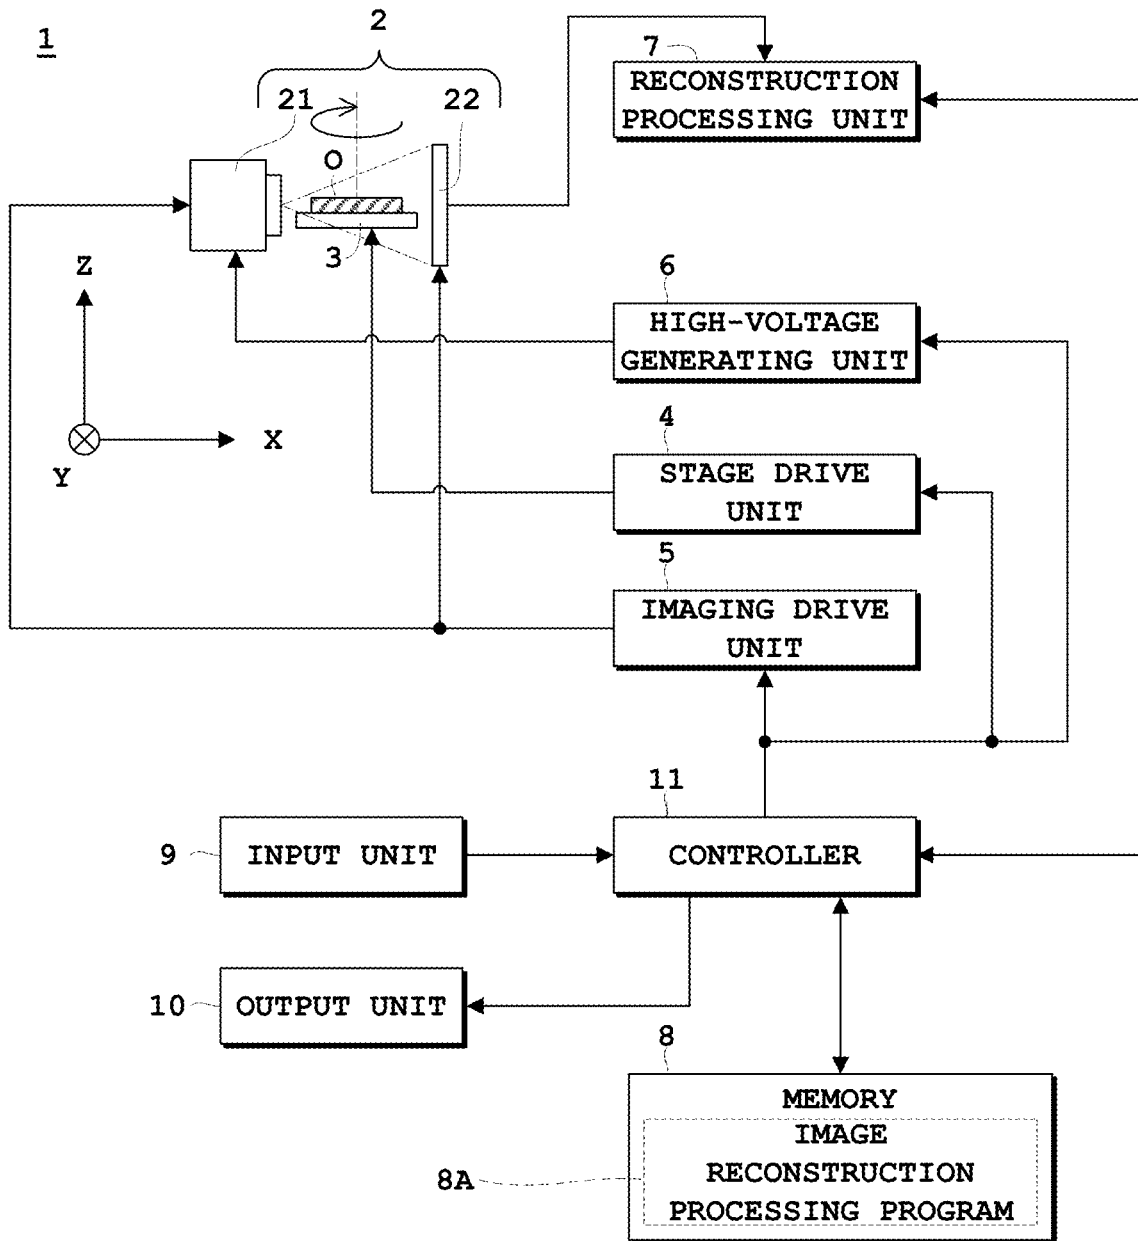 1
2
7
RECONSTRUCTION
PROCESSING UNIT
21
22
O
3
Z
6
HIGH-VOLTAGE
GENERATING UNIT
X
Y
4
STAGE DRIVE
UNIT
5
IMAGING DRIVE
UNIT
11
9
INPUT UNIT
CONTROLLER
10
OUTPUT UNIT
8
MEMORY
8A
IMAGE
RECONSTRUCTION
PROCESSING PROGRAM